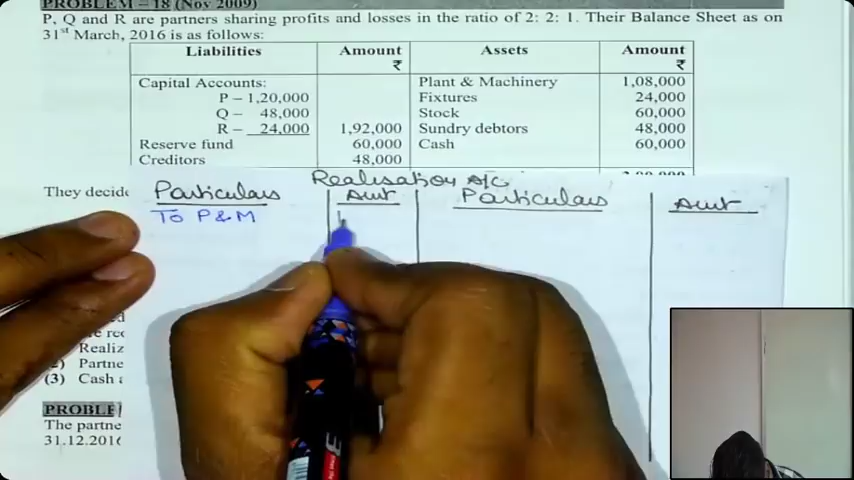 PROBLEM – 18 (Nov 2009)
P, Q and R are partners sharing profits and losses in the ratio of 2: 2: 1. Their Balance Sheet as on
31st March, 2016 is as follows:
Liabilities Amount ₹ Assets Amount ₹
Capital Accounts: Plant & Machinery 1,08,000
P – 1,20,000 Fixtures 24,000
Q – 48,000 Stock 60,000
R – 24,000 1,92,000 Sundry debtors 48,000
Reserve fund 60,000 Cash 60,000
Creditors 48,000
Realisation A/c
They decide
Particulars Amt Particulars Amt
To P&M
Realiz
Partne
(3) Cash a
PROBLE
The partne
31.12.2016